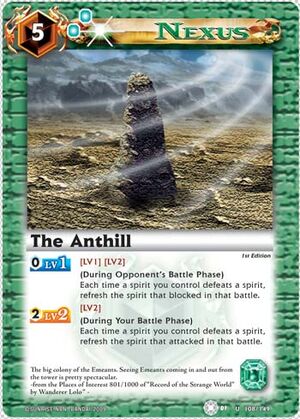 5
NEXUS
The Anthill
1st Edition
0 LV1 [LV1] [LV2]
(During Opponent's Battle Phase)
Each time a spirit you control defeats a spirit,
refresh the spirit that blocked in that battle.
2 LV2 [LV2]
(During Your Battle Phase)
Each time a spirit you control defeats a spirit,
refresh the spirit that attacked in that battle.
The big colony of the Emeants. Seeing Emeants coming in and out from
the tower is pretty spectacular.
-from the Places of Interest 801/1000 of "Record of the Strange World"
by Wanderer Lolo" -
U 108/149